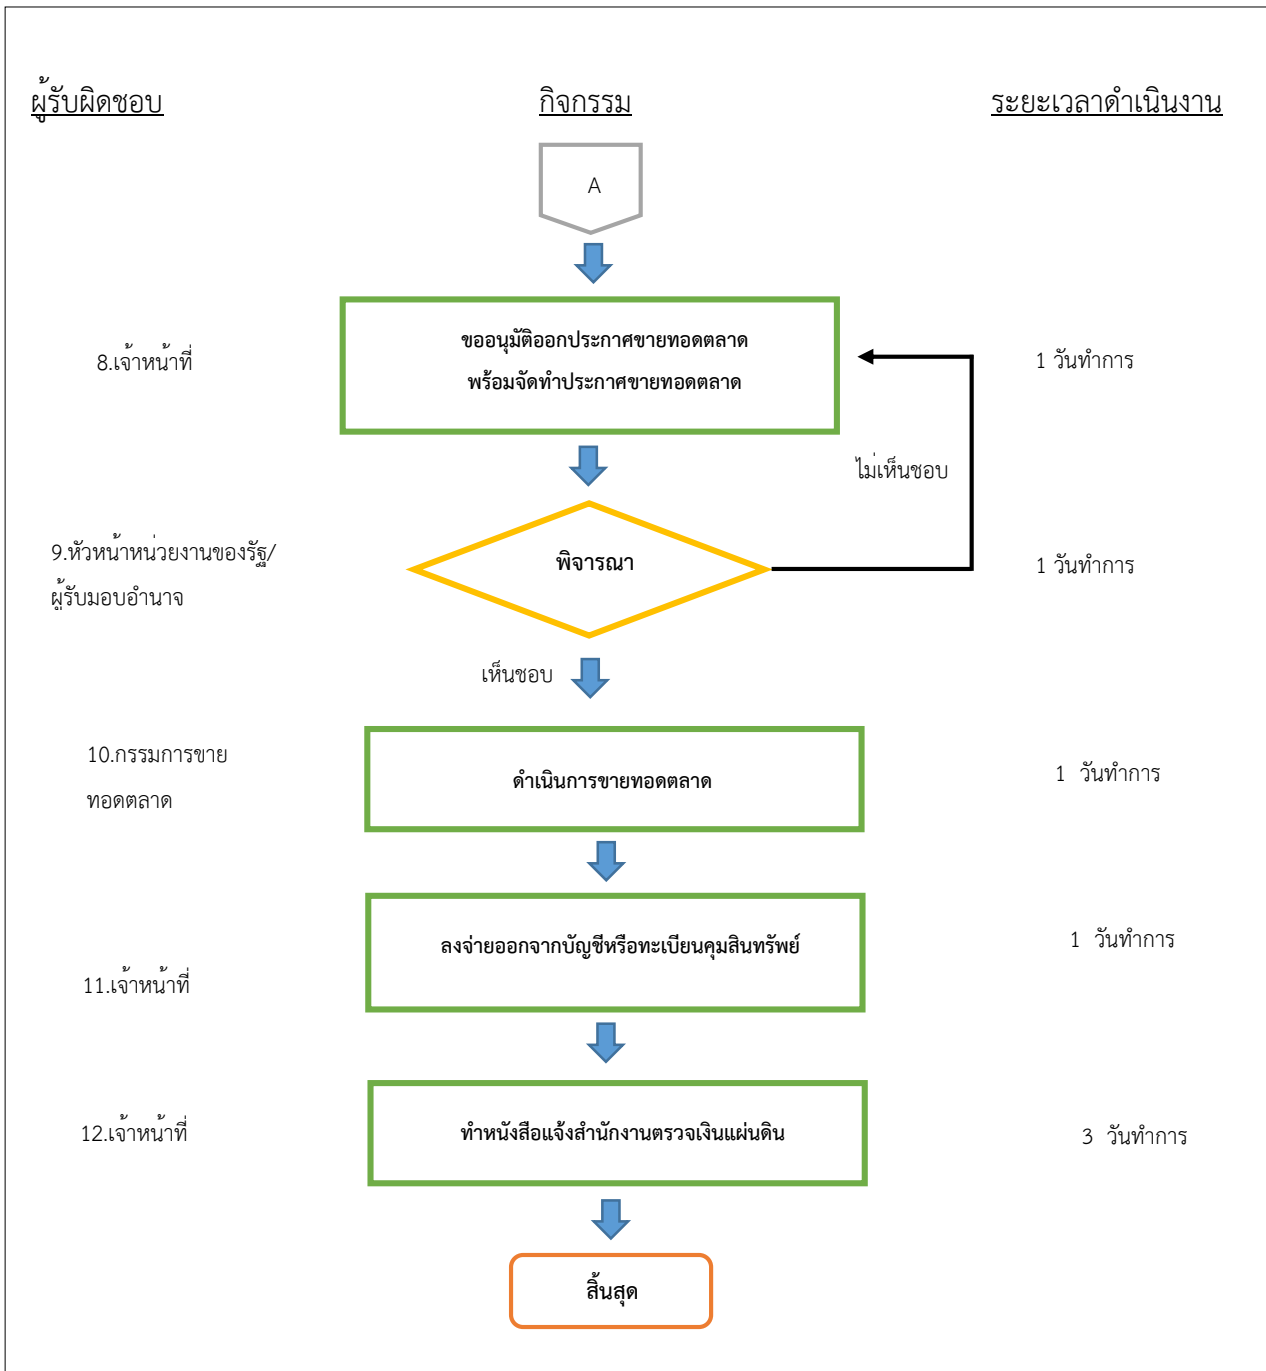 ผู้รับผิดชอบ
กิจกรรม
ระยะเวลาดำเนินงาน
A
8.เจ้าหน้าที่
ขออนุมัติออกประกาศขายทอดตลาด
พร้อมจัดทำประกาศขายทอดตลาด
1 วันทำการ
ไม่เห็นชอบ
9.หัวหน้าหน่วยงานของรัฐ/
ผู้รับมอบอำนาจ
พิจารณา
1 วันทำการ
เห็นชอบ
10.กรรมการขาย
ทอดตลาด
ดำเนินการขายทอดตลาด
1 วันทำการ
11.เจ้าหน้าที่
ลงจ่ายออกจากบัญชีหรือทะเบียนคุมสินทรัพย์
1 วันทำการ
12.เจ้าหน้าที่
ทำหนังสือแจ้งสำนักงานตรวจเงินแผ่นดิน
3 วันทำการ
สิ้นสุด